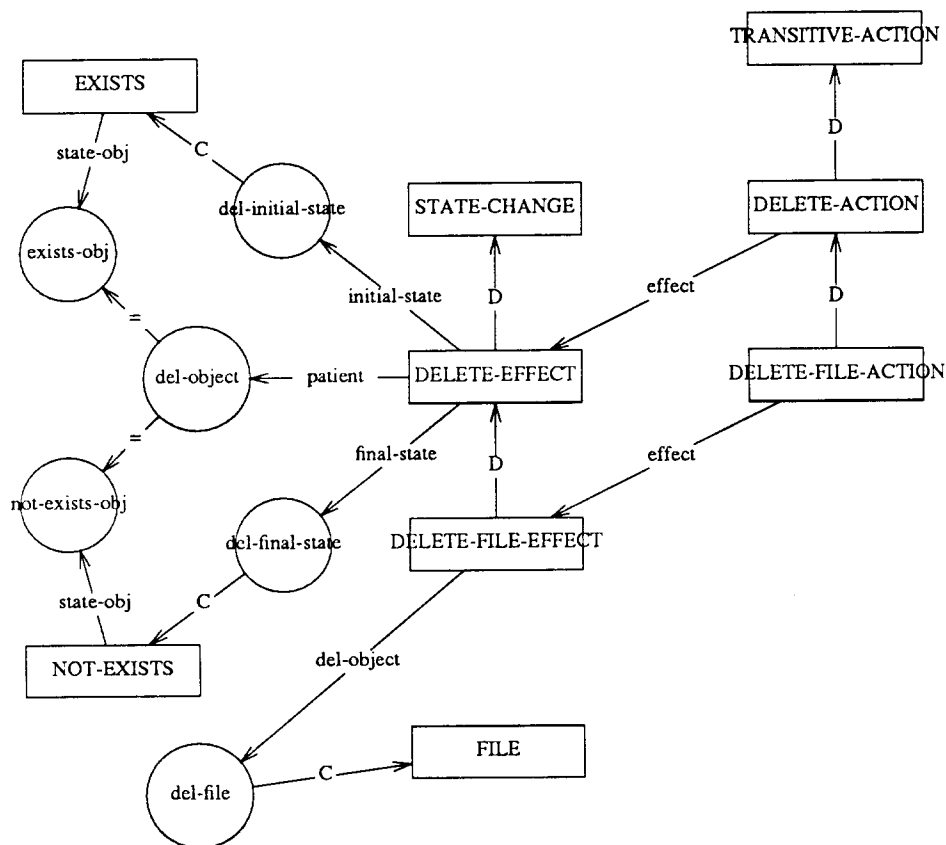 TRANSITIVE-ACTION
EXISTS
D
state-obj
C
del-initial-state
STATE-CHANGE
DELETE-ACTION
exists-obj
initial-state
D
effect
D
=
del-object
patient
DELETE-EFFECT
DELETE-FILE-ACTION
=
final-state
D
effect
not-exists-obj
del-final-state
DELETE-FILE-EFFECT
state-obj
C
NOT-EXISTS
del-object
FILE
C
del-file